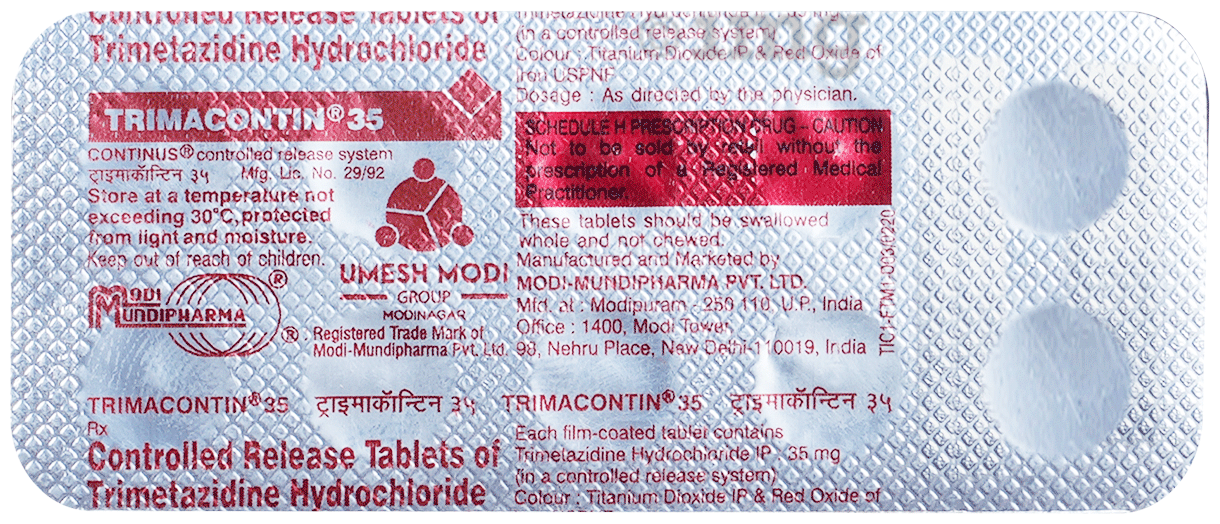 Controlled Release Tablets of
Trimetazidine Hydrochloride
TRIMACONTIN® 35
CONTINUS® controlled release system
ट्राइमाकॉन्टिन ३५ Mfg. Lic. No. 29/92
Store at a temperature not
exceeding 30°C, protected
from light and moisture.
Keep out of reach of children.
MODI
MUNDIPHARMA
®
UMESH MODI
GROUP
MODINAGAR
® : Registered Trade Mark of
Modi-Mundipharma Pvt. Ltd.
TRIMACONTIN® 35 ट्राइमाकॉन्टिन ३५
Rx
Controlled Release Tablets of
Trimetazidine Hydrochloride
Trimetazidine Hydrochloride IP : 35 mg
(in a controlled release system)
Colour : Titanium Dioxide IP & Red Oxide of
Iron USPNF
Dosage : As directed by the physician.
SCHEDULE H PRESCRIPTION DRUG - CAUTION
Not to be sold by retail without the
prescription of a Registered Medical
Practitioner.
These tablets should be swallowed
whole and not chewed.
Manufactured and Marketed by
MODI-MUNDIPHARMA PVT. LTD.
Mfd. at : Modipuram - 250 110, U.P., India
Office : 1400, Modi Tower,
98, Nehru Place, New Delhi-110019, India
TRIMACONTIN® 35 ट्राइमाकॉन्टिन ३५
Each film-coated tablet contains
Trimetazidine Hydrochloride IP : 35 mg
(in a controlled release system)
Colour : Titanium Dioxide IP & Red Oxide of